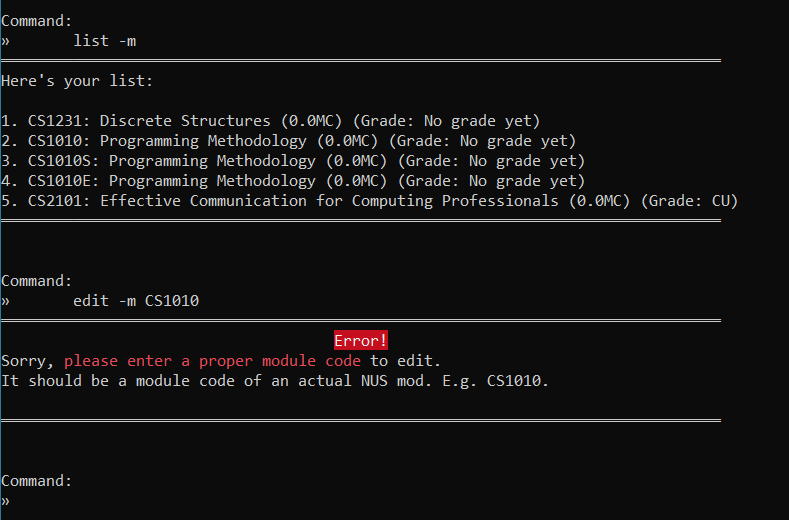 Command:
»       list -m
Here's your list:
1. CS1231: Discrete Structures (0.0MC) (Grade: No grade yet)
2. CS1010: Programming Methodology (0.0MC) (Grade: No grade yet)
3. CS1010S: Programming Methodology (0.0MC) (Grade: No grade yet)
4. CS1010E: Programming Methodology (0.0MC) (Grade: No grade yet)
5. CS2101: Effective Communication for Computing Professionals (0.0MC) (Grade: CU)
Command:
»       edit -m CS1010
Error!
Sorry, please enter a proper module code to edit.
It should be a module code of an actual NUS mod. E.g. CS1010.
Command:
»